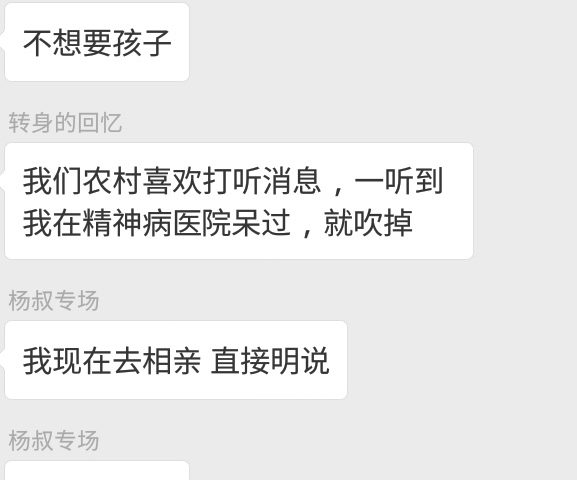 不想要孩子
转身的回忆
我们农村喜欢打听消息，一听到
我在精神病医院呆过，就吹掉
杨叔专场
我现在去相亲 直接明说
杨叔专场